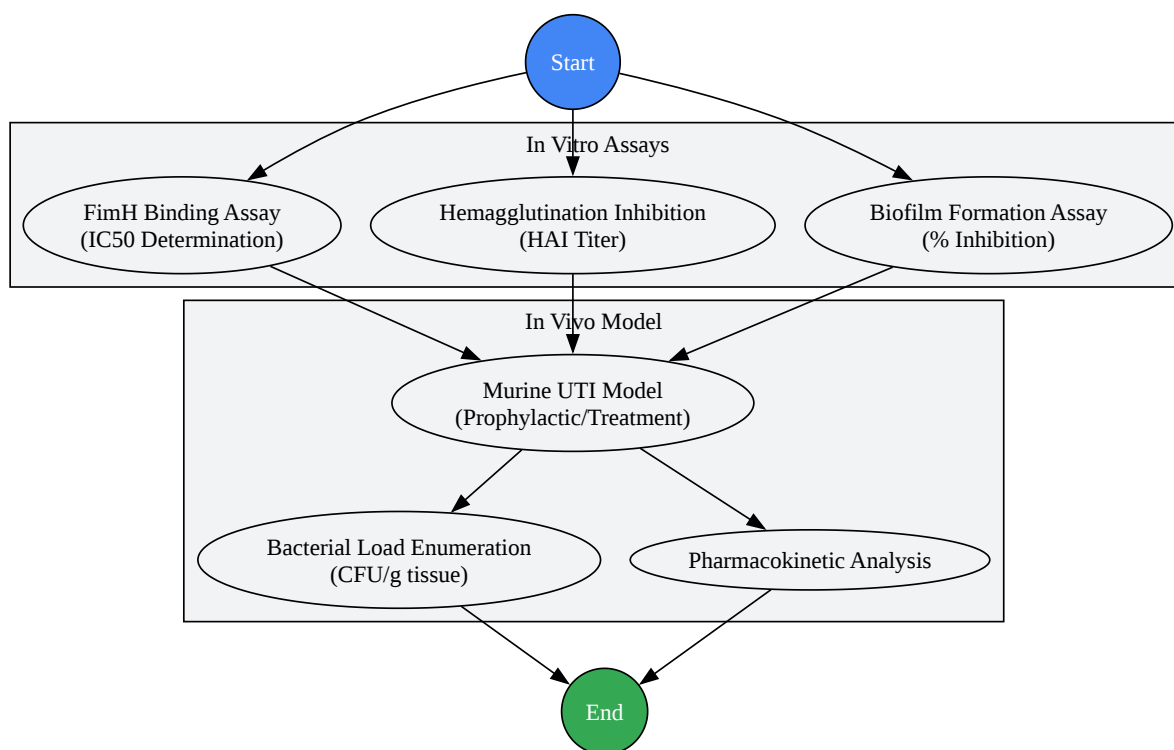 Start
In Vitro Assays
FimH Binding Assay
(IC50 Determination)
Hemagglutination Inhibition
(HAI Titer)
Biofilm Formation Assay
(% Inhibition)
In Vivo Model
Murine UTI Model
(Prophylactic/Treatment)
Bacterial Load Enumeration
(CFU/g tissue)
Pharmacokinetic Analysis
End